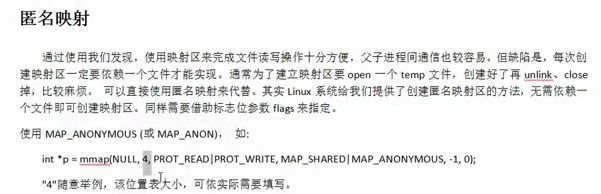 匿名映射
通过使用我们发现，使用映射区来完成文件读写操作十分方便，父子进程间通信也较容易。但缺陷是，每次创
建映射区一定要依赖一个文件才能实现。通常为了建立映射区要 open 一个 temp 文件，创建好了再 unlink、close
掉，比较麻烦。 可以直接使用匿名映射来代替。其实 Linux 系统给我们提供了创建匿名映射区的方法，无需依赖一
个文件即可创建映射区。同样需要借助标志位参数 flags 来指定。
使用 MAP_ANONYMOUS (或 MAP_ANON)， 如:
int *p = mmap(NULL, 4, PROT_READ|PROT_WRITE, MAP_SHARED|MAP_ANONYMOUS, -1, 0);
"4"随意举例，该位置表大小，可依实际需要填写。